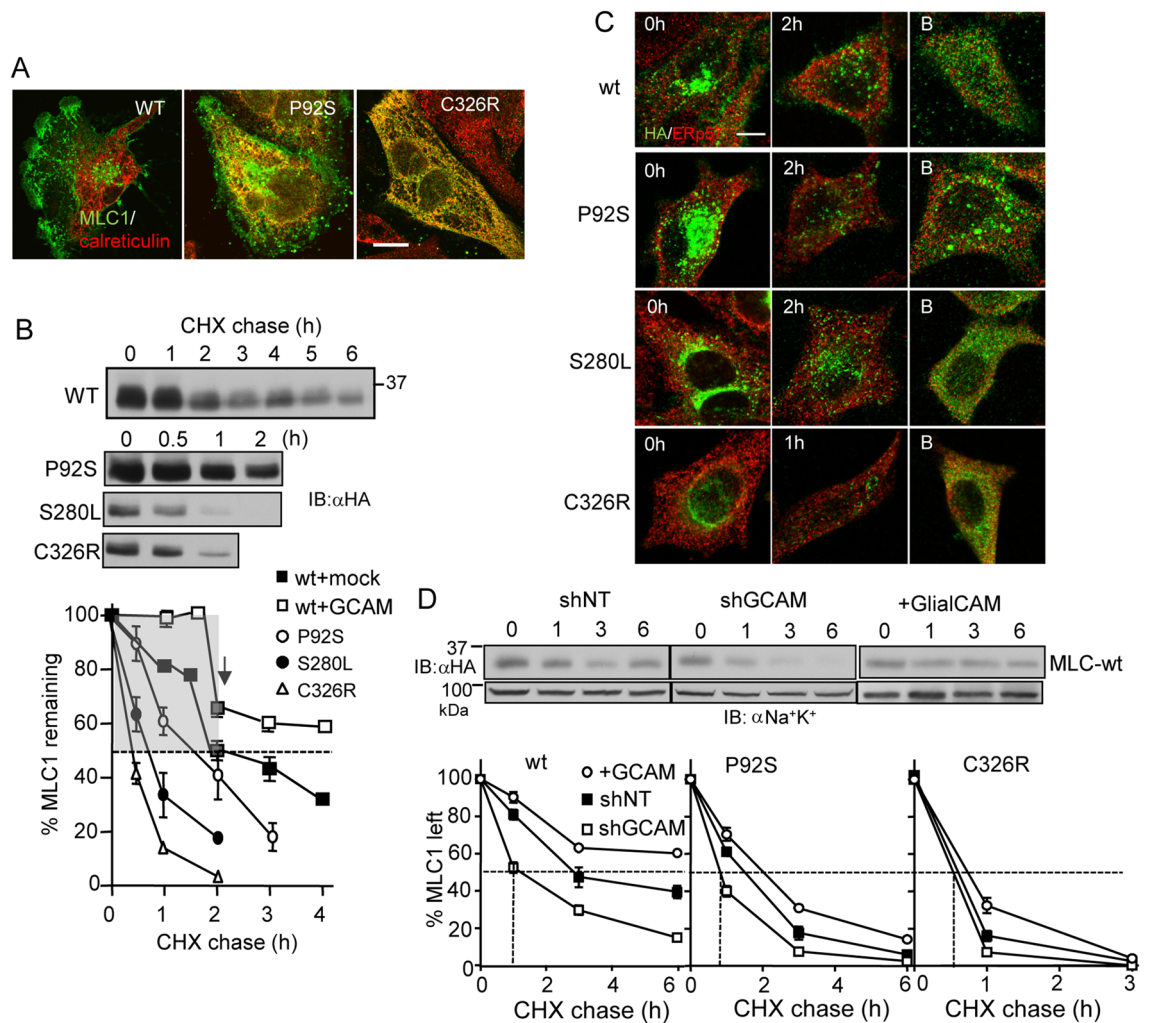 A
WT
P92S
C326R
MLC1/
calreticulin
B
CHX chase (h)
0 1 2 3 4 5 6
WT
37
0 0.5 1 2 (h)
P92S
S280L
C326R
IB:αHA
wt+mock
wt+GCAM
P92S
S280L
C326R
% MLC1 remaining
100
80
60
40
20
0
0 1 2 3 4
CHX chase (h)
C
wt
0h 2h B
HA/ERp57
P92S
0h 2h B
S280L
0h 2h B
C326R
0h 1h B
D
shNT shGCAM +GlialCAM
0 1 3 6 0 1 3 6 0 1 3 6
37
IB:αHA
MLC-wt
100
kDa
IB: αNa⁺K⁺
wt P92S C326R
+GCAM
shNT
shGCAM
% MLC1 left
100
80
60
40
20
0
0 2 4 6 0 2 4 6 0 1 2 3
CHX chase (h) CHX chase (h) CHX chase (h)